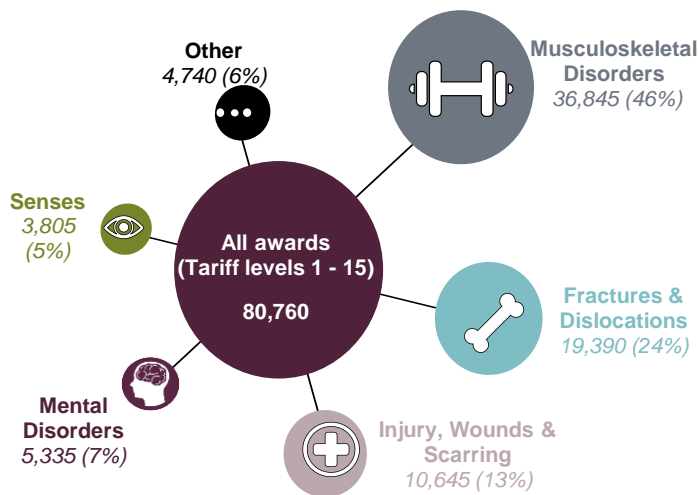 Other
4,740 (6%)
Musculoskeletal
Disorders
36,845 (46%)
Senses
3,805
(5%)
All awards
(Tariff levels 1 - 15)
80,760
Fractures &
Dislocations
19,390 (24%)
Mental
Disorders
5,335 (7%)
Injury, Wounds &
Scarring
10,645 (13%)